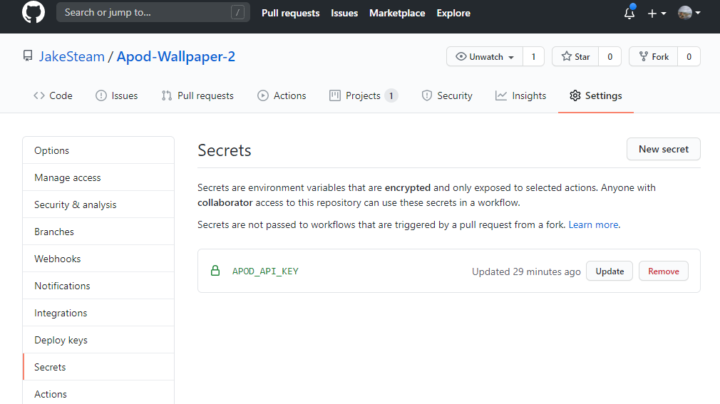 Search or jump to... /
Pull requests Issues Marketplace Explore
JakeSteam / Apod-Wallpaper-2
Unwatch 1 Star 0 Fork 0
Code Issues Pull requests Actions Projects 1 Security Insights Settings
Options
Manage access
Security & analysis
Branches
Webhooks
Notifications
Integrations
Deploy keys
Secrets
Actions
Secrets
New secret
Secrets are environment variables that are encrypted and only exposed to selected actions. Anyone with
collaborator access to this repository can use these secrets in a workflow.
Secrets are not passed to workflows that are triggered by a pull request from a fork. Learn more.
APOD_API_KEY Updated 29 minutes ago Update Remove